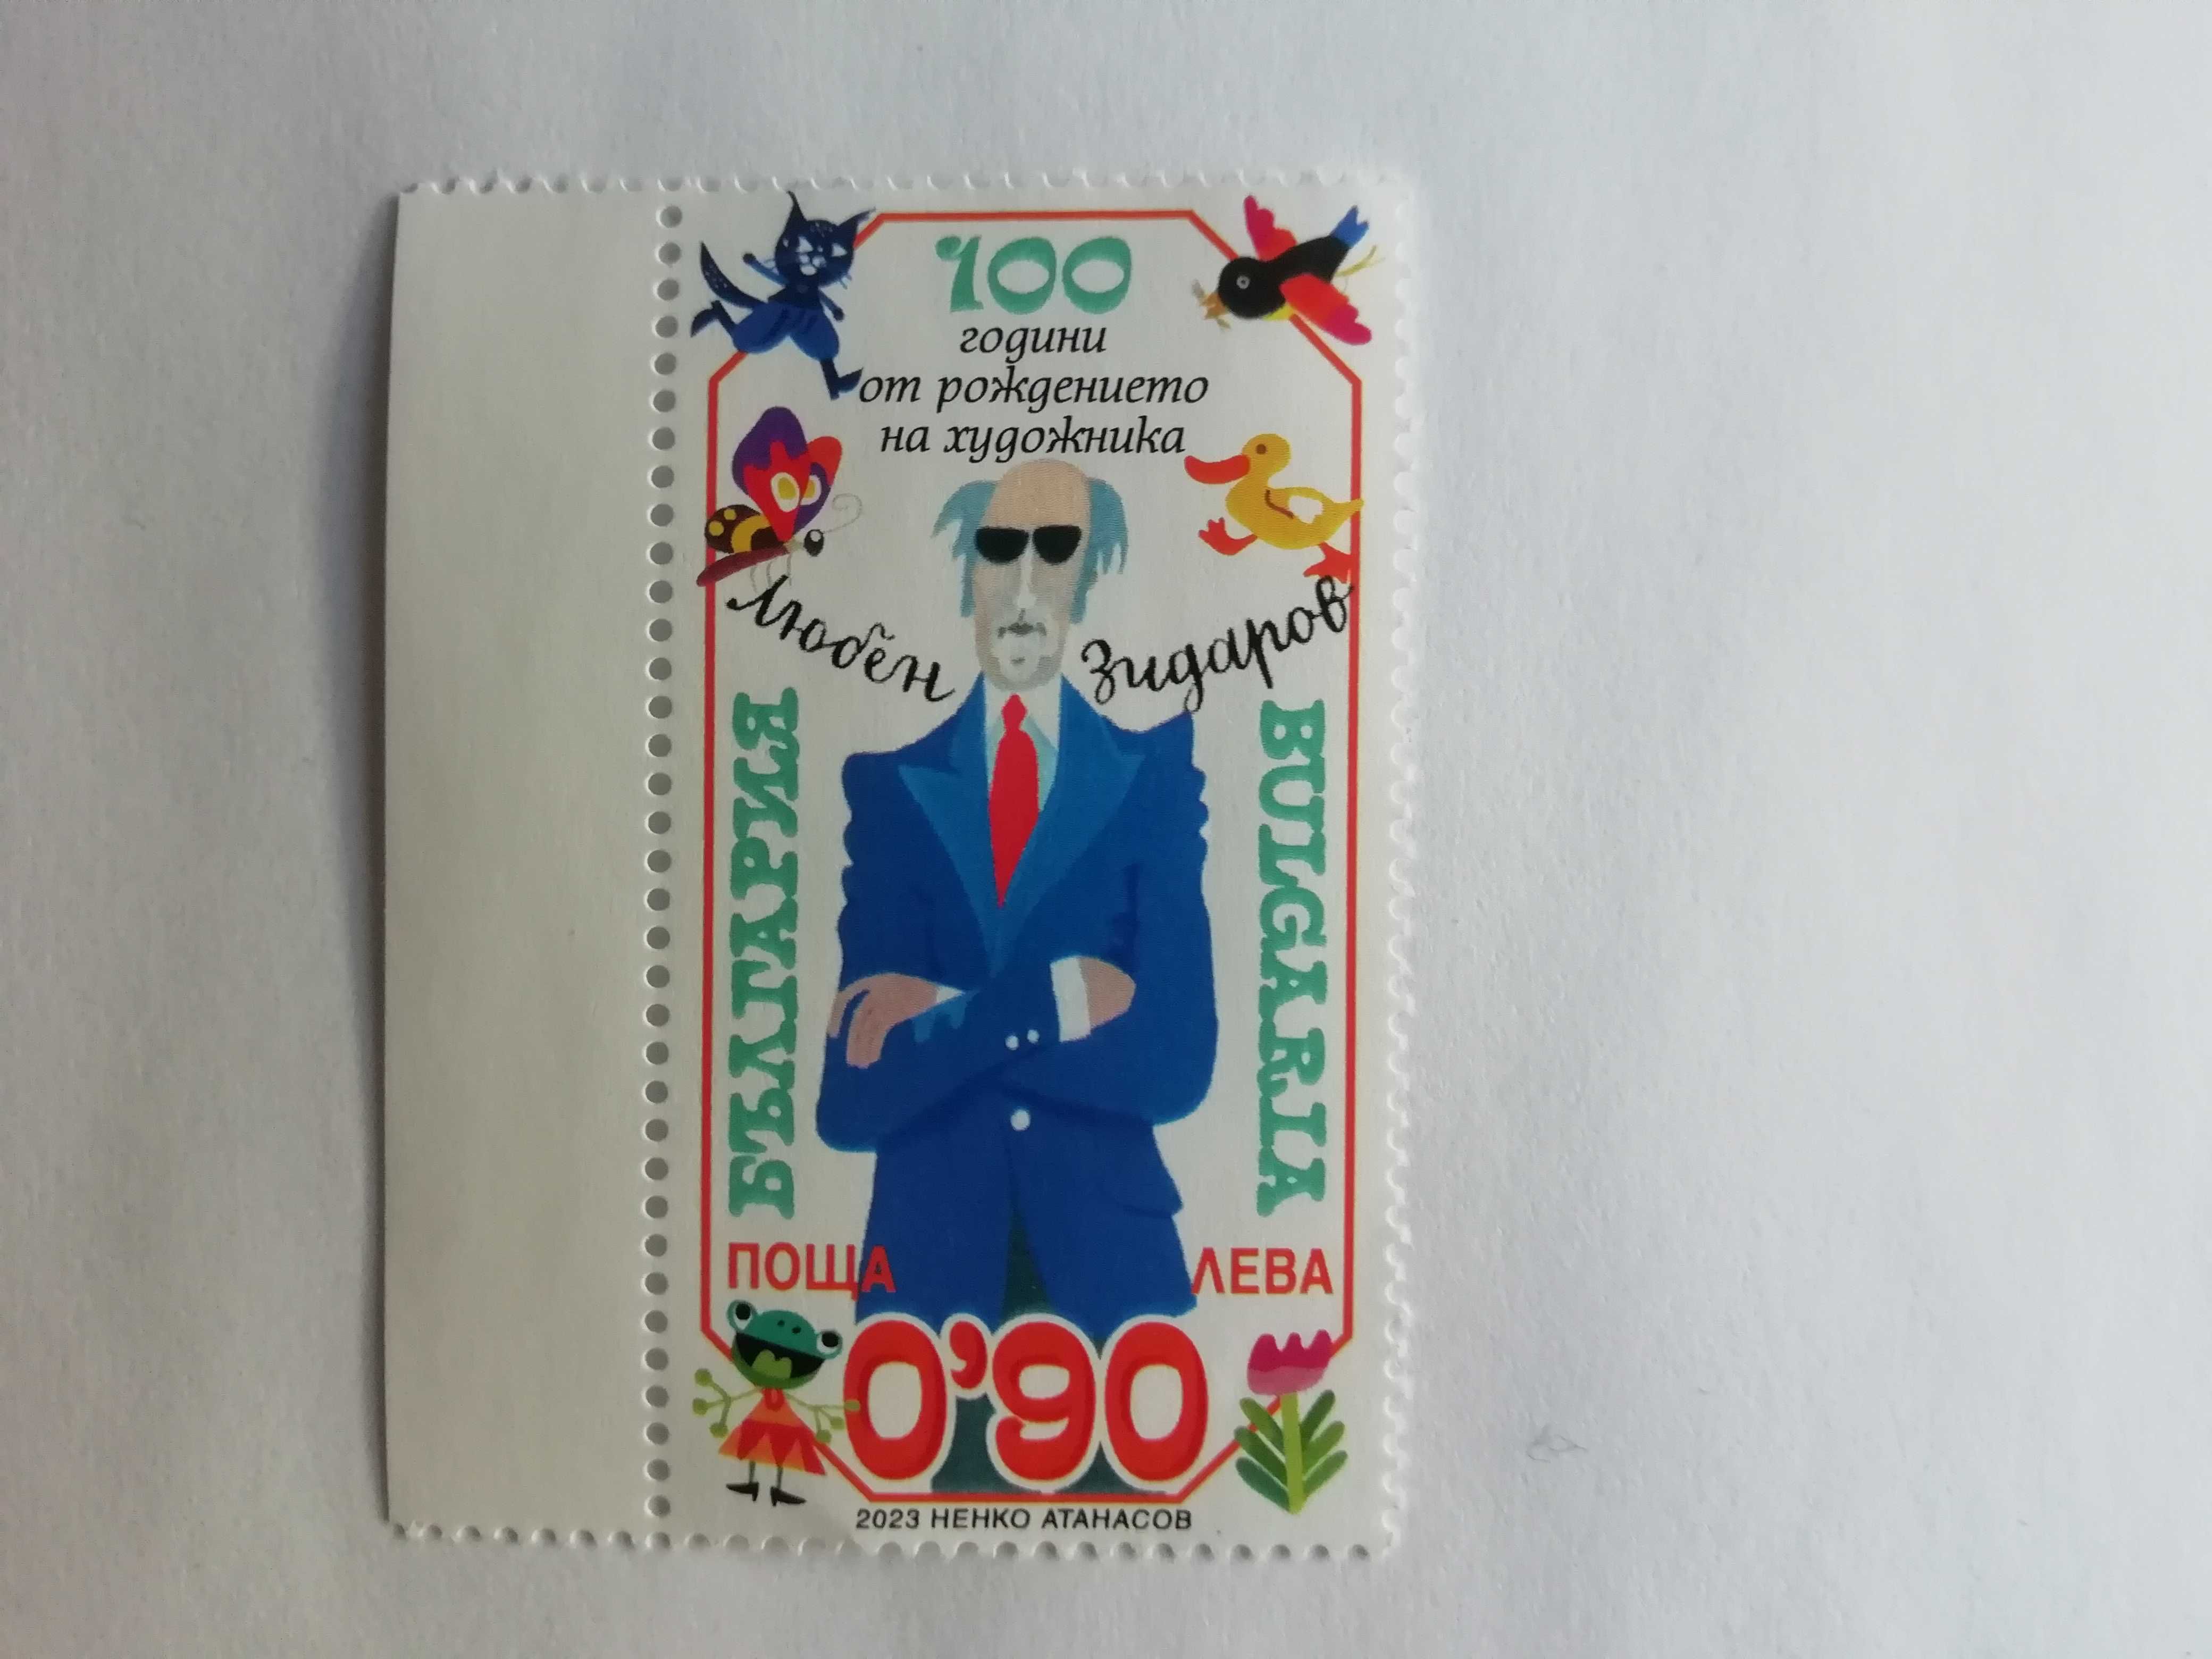 100
години
от рождението
на художника
Любен Зидаров
БЪЛГАРИЯ
BULGARIA
ПОЩА
ЛЕВА
0,90
2023 НЕНКО АТАНАСОВ